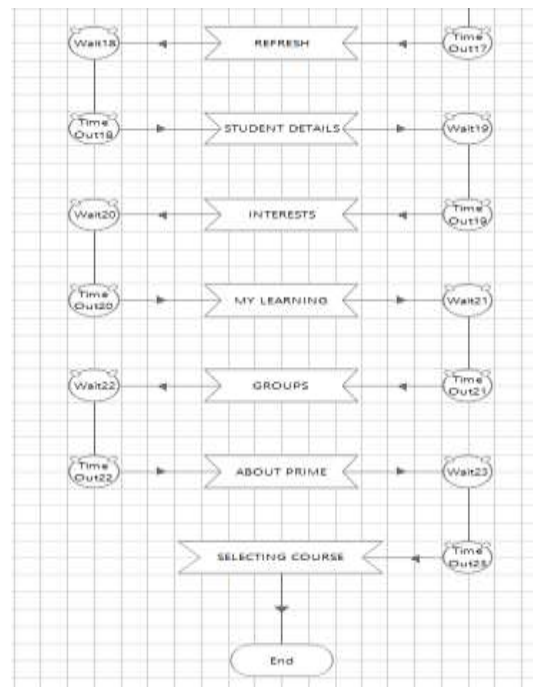 Wait18
REFRESH
Time
Out17
Time
Out18
STUDENT DETAILS
Wait19
Wait20
INTERESTS
Time
Out19
Time
Out20
MY LEARNING
Wait21
Wait22
GROUPS
Time
Out21
Time
Out22
ABOUT PRIME
Wait23
SELECTING COURSE
Time
Out23
End